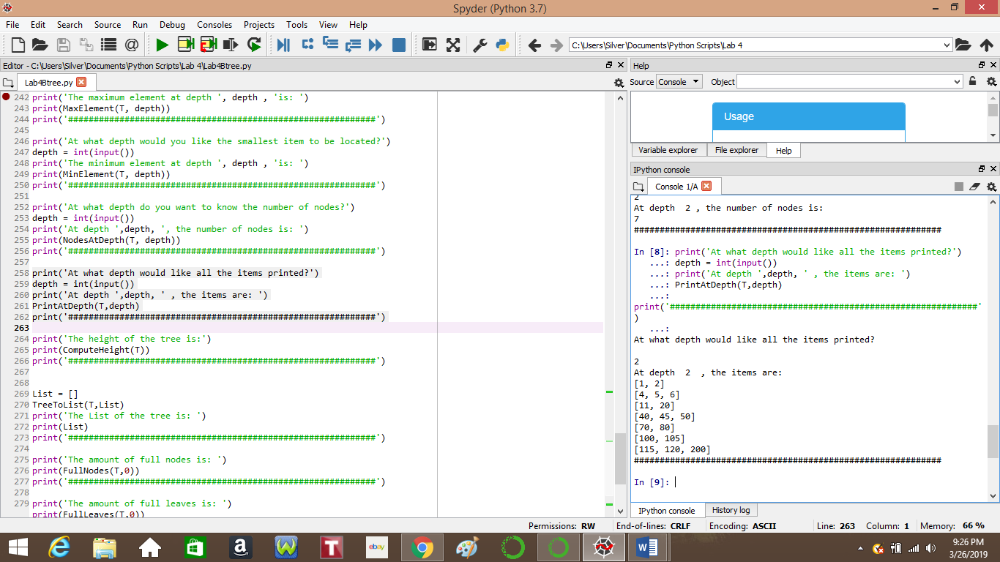 Spyder (Python 3.7)
File Edit Search Source Run Debug Consoles Projects Tools View Help
C:\Users\Silver\Documents\Python Scripts\Lab 4
Editor - C:\Users\Silver\Documents\Python Scripts\Lab 4\Lab4Btree.py
Lab4Btree.py
242 print('The maximum element at depth ', depth , 'is: ')
243 print(MaxElement(T, depth))
244 print('############################################################')
245
246 print('At what depth would you like the smallest item to be located?')
247 depth = int(input())
248 print('The minimum element at depth ', depth , 'is: ')
249 print(MinElement(T, depth))
250 print('############################################################')
251
252 print('At what depth do you want to know the number of nodes?')
253 depth = int(input())
254 print('At depth ',depth, ', the number of nodes is: ')
255 print(NodesAtDepth(T, depth))
256 print('############################################################')
257
258 print('At what depth would like all the items printed?')
259 depth = int(input())
260 print('At depth ',depth, ' , the items are: ')
261 PrintAtDepth(T,depth)
262 print('############################################################')
263
264 print('The height of the tree is:')
265 print(ComputeHeight(T))
266 print('############################################################')
267
268
269 List = []
270 TreeToList(T,List)
271 print('The List of the tree is: ')
272 print(List)
273 print('############################################################')
274
275 print('The amount of full nodes is: ')
276 print(FullNodes(T,0))
277 print('############################################################')
278
279 print('The amount of full leaves is: ')
print(FullLeaves(T,0))
Help
Source Console Object
Usage
Variable explorer File explorer Help
IPython console
Console 1/A
2
At depth  2 , the number of nodes is:
7
############################################################
In [8]: print('At what depth would like all the items printed?')
...: depth = int(input())
...: print('At depth ',depth, ' , the items are: ')
...: PrintAtDepth(T,depth)
...:
print('############################################################'
)
...:
At what depth would like all the items printed?
2
At depth  2  , the items are:
[1, 2]
[4, 5, 6]
[11, 20]
[40, 45, 50]
[70, 80]
[100, 105]
[115, 120, 200]
############################################################
In [9]:
IPython console History log
Permissions: RW End-of-lines: CRLF Encoding: ASCII Line: 263 Column: 1 Memory: 66 %
a
W
T
ebay
W
9:26 PM
3/26/2019